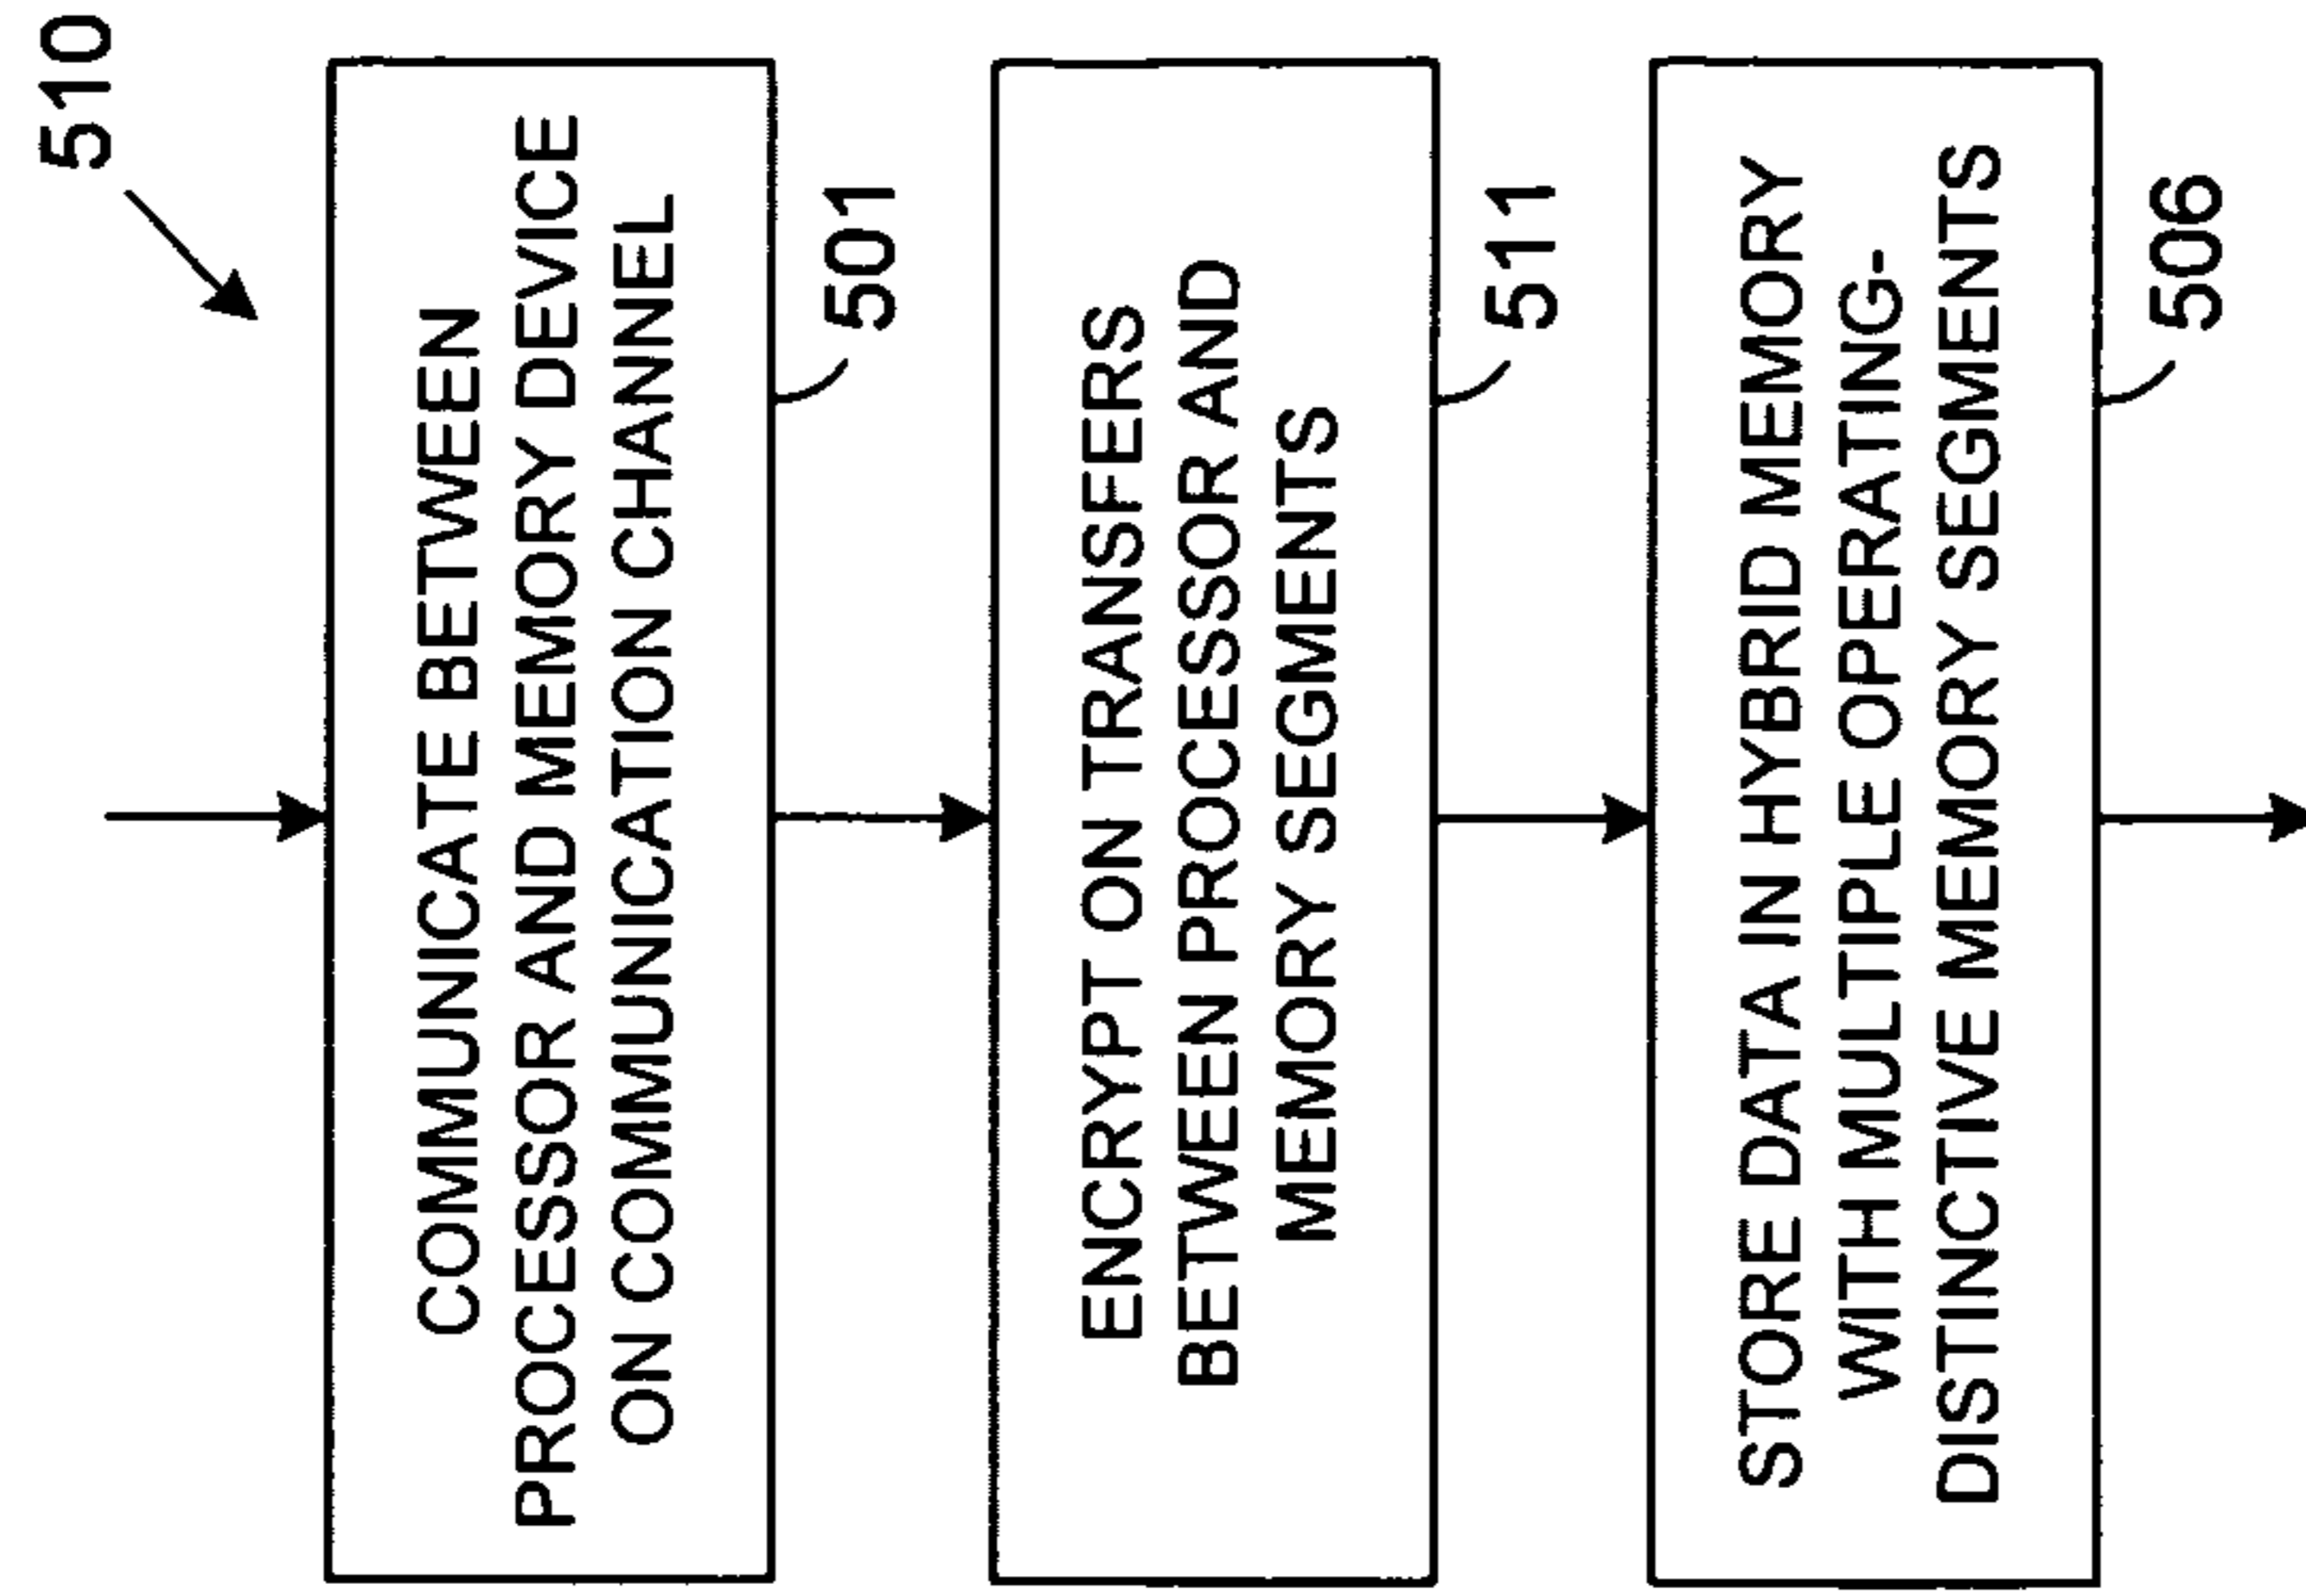 510
COMMUNICATE BETWEEN
PROCESSOR AND MEMORY DEVICE
ON COMMUNICATION CHANNEL
501
ENCRYPT ON TRANSFERS
BETWEEN PROCESSOR AND
MEMORY SEGMENTS
511
STORE DATA IN HYBRID MEMORY
WITH MULTIPLE OPERATING-
DISTINCTIVE MEMORY SEGMENTS
506